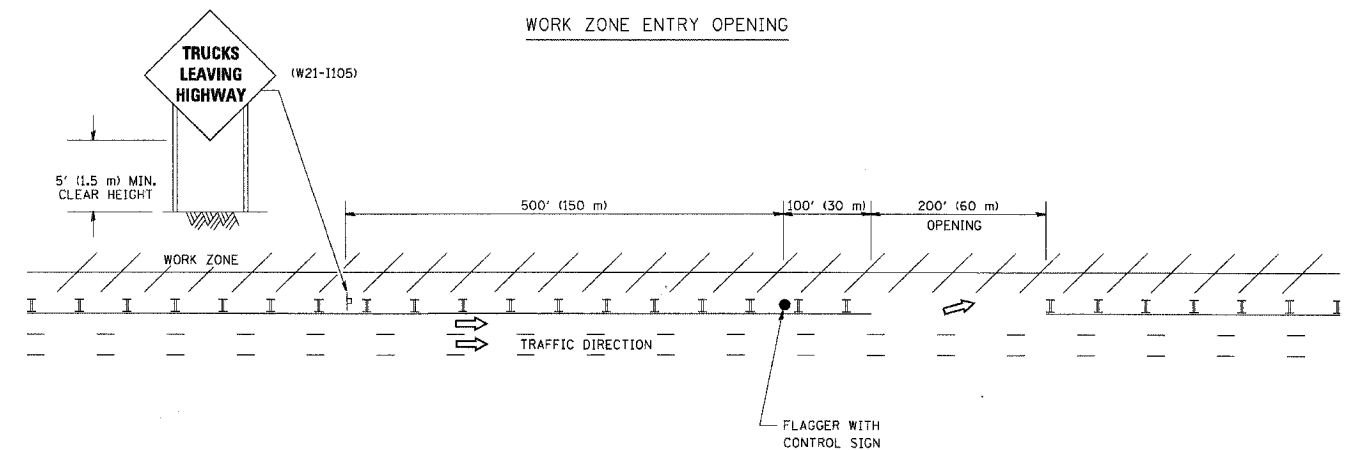 WORK ZONE ENTRY OPENING
TRUCKS
LEAVING
HIGHWAY
(W21-I105)
5' (1.5 m) MIN.
CLEAR HEIGHT
500' (150 m)
100' (30 m)
200' (60 m)
OPENING
WORK ZONE
TRAFFIC DIRECTION
FLAGGER WITH
CONTROL SIGN